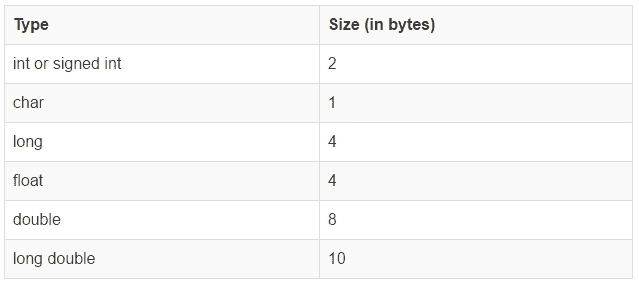 Type Size (in bytes)
int or signed int 2
char 1
long 4
float 4
double 8
long double 10